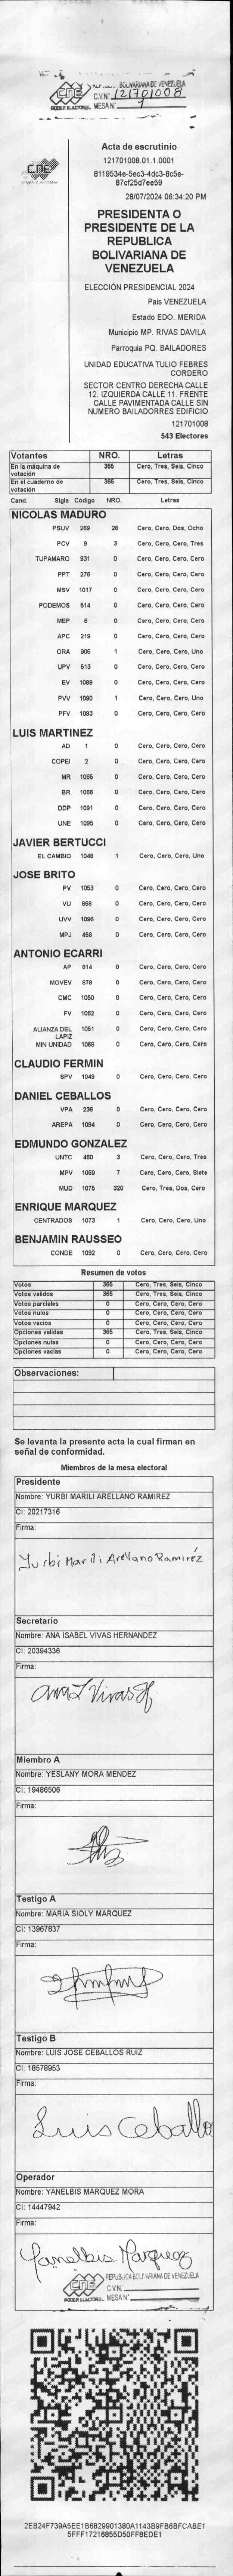 CNE
BOLIVARIANA DE VENEZUELA
C.V.N° 121701008
PODER ELECTORAL MESA N° 1
CNE
Acta de escrutinio
121701008.01.1.0001
8119534e-5ec3-4dc3-8c5e-
87cf25d7ee59
28/07/2024 06:34:20 PM
PRESIDENTA O
PRESIDENTE DE LA
REPUBLICA
BOLIVARIANA DE
VENEZUELA
ELECCIÓN PRESIDENCIAL 2024
Pais VENEZUELA
Estado EDO. MERIDA
Municipio MP. RIVAS DAVILA
Parroquia PQ. BAILADORES
UNIDAD EDUCATIVA TULIO FEBRES
CORDERO
SECTOR CENTRO DERECHA CALLE
12. IZQUIERDA CALLE 11. FRENTE
CALLE PAVIMENTADA CALLE SIN
NUMERO BAILADORRES EDIFICIO
121701008
543 Electores
Votantes NRO. Letras
En la máquina de votación 365 Cero, Tres, Seis, Cinco
En el cuaderno de votación 365 Cero, Tres, Seis, Cinco
Cand. Sigla Código NRO. Letras
NICOLAS MADURO
PSUV 269 28 Cero, Cero, Dos, Ocho
PCV 9 3 Cero, Cero, Cero, Tres
TUPAMARO 931 0 Cero, Cero, Cero, Cero
PPT 276 0 Cero, Cero, Cero, Cero
MSV 1017 0 Cero, Cero, Cero, Cero
PODEMOS 514 0 Cero, Cero, Cero, Cero
MEP 6 0 Cero, Cero, Cero, Cero
APC 219 0 Cero, Cero, Cero, Cero
ORA 906 1 Cero, Cero, Cero, Uno
UPV 513 0 Cero, Cero, Cero, Cero
EV 1089 0 Cero, Cero, Cero, Cero
PVV 1090 1 Cero, Cero, Cero, Uno
PFV 1093 0 Cero, Cero, Cero, Cero
LUIS MARTINEZ
AD 1 0 Cero, Cero, Cero, Cero
COPEI 2 0 Cero, Cero, Cero, Cero
MR 1065 0 Cero, Cero, Cero, Cero
BR 1066 0 Cero, Cero, Cero, Cero
DDP 1091 0 Cero, Cero, Cero, Cero
UNE 1095 0 Cero, Cero, Cero, Cero
JAVIER BERTUCCI
EL CAMBIO 1048 1 Cero, Cero, Cero, Uno
JOSE BRITO
PV 1053 0 Cero, Cero, Cero, Cero
VU 868 0 Cero, Cero, Cero, Cero
UVV 1096 0 Cero, Cero, Cero, Cero
MPJ 458 0 Cero, Cero, Cero, Cero
ANTONIO ECARRI
AP 814 0 Cero, Cero, Cero, Cero
MOVEV 878 0 Cero, Cero, Cero, Cero
CMC 1050 0 Cero, Cero, Cero, Cero
FV 1062 0 Cero, Cero, Cero, Cero
ALIANZA DEL LAPIZ 1051 0 Cero, Cero, Cero, Cero
MIN UNIDAD 1069 0 Cero, Cero, Cero, Cero
CLAUDIO FERMIN
SPV 1049 0 Cero, Cero, Cero, Cero
DANIEL CEBALLOS
VPA 236 0 Cero, Cero, Cero, Cero
AREPA 1094 0 Cero, Cero, Cero, Cero
EDMUNDO GONZALEZ
UNTC 460 3 Cero, Cero, Cero, Tres
MPV 1069 7 Cero, Cero, Cero, Siete
MUD 1075 320 Cero, Tres, Dos, Cero
ENRIQUE MARQUEZ
CENTRADOS 1073 1 Cero, Cero, Cero, Uno
BENJAMIN RAUSSEO
CONDE 1092 0 Cero, Cero, Cero, Cero
Resumen de votos
Votos 365 Cero, Tres, Seis, Cinco
Votos validos 365 Cero, Tres, Seis, Cinco
Votos parciales 0 Cero, Cero, Cero, Cero
Votos nulos 0 Cero, Cero, Cero, Cero
Votos vacios 0 Cero, Cero, Cero, Cero
Opciones validas 365 Cero, Tres, Seis, Cinco
Opciones nulas 0 Cero, Cero, Cero, Cero
Opciones vacias 0 Cero, Cero, Cero, Cero
Observaciones:
Se levanta la presente acta la cual firman en
señal de conformidad.
Miembros de la mesa electoral
Presidente
Nombre: YURBI MARILI ARELLANO RAMIREZ
CI: 20217316
Firma:
Yurbi Marili Arellano Ramírez
Secretario
Nombre: ANA ISABEL VIVAS HERNANDEZ
CI: 20394336
Firma:
Ana I Vivas H
Miembro A
Nombre: YESLANY MORA MENDEZ
CI: 19486506
Firma:
Testigo A
Nombre: MARIA SIOLY MARQUEZ
CI: 13967837
Firma:
Testigo B
Nombre: LUIS JOSE CEBALLOS RUIZ
CI: 18578953
Firma:
Luis Ceballo
Operador
Nombre: YANELBIS MARQUEZ MORA
CI: 14447942
Firma:
Yanelbis Marquez
CNE
REPUBLICA BOLIVARIANA DE VENEZUELA
C.V.N°
PODER ELECTORAL MESA N°
2EB24F739A5EE1B6829901380A1143B9FB6BFCABE1
5FFF17216855D50FF8EDE1